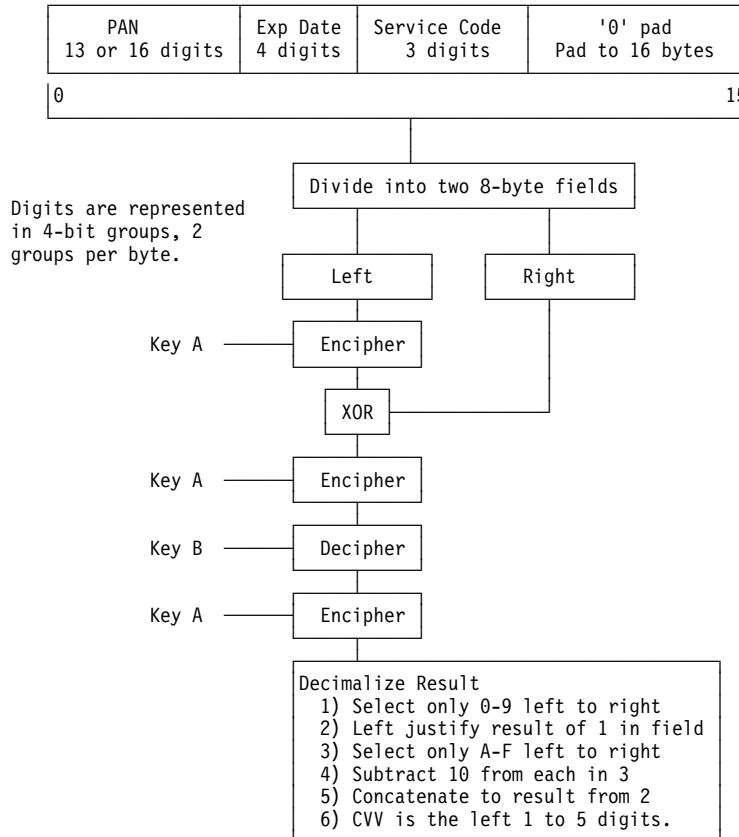 PAN Exp Date Service Code '0' pad
13 or 16 digits 4 digits 3 digits Pad to 16 bytes
0 15
Divide into two 8-byte fields
Digits are represented
in 4-bit groups, 2
groups per byte.
Left Right
Key A Encipher
XOR
Key A Encipher
Key B Decipher
Key A Encipher
Decimalize Result
1) Select only 0-9 left to right
2) Left justify result of 1 in field
3) Select only A-F left to right
4) Subtract 10 from each in 3
5) Concatenate to result from 2
6) CVV is the left 1 to 5 digits.